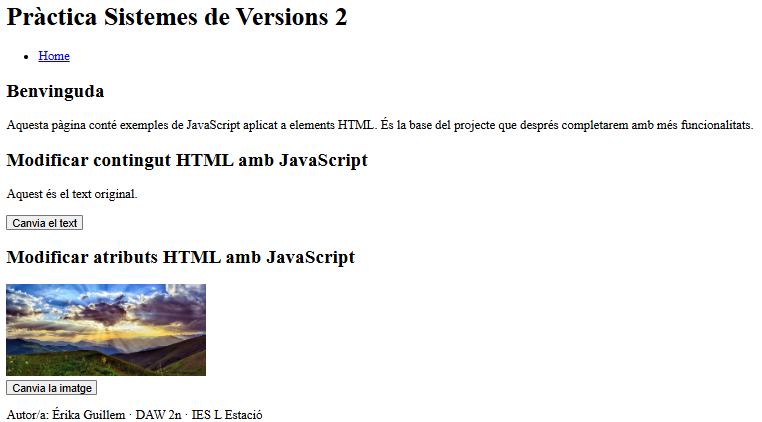 Pràctica Sistemes de Versions 2
Home
Benvinguda
Aquesta pàgina conté exemples de JavaScript aplicat a elements HTML. És la base del projecte que després completarem amb més funcionalitats.
Modificar contingut HTML amb JavaScript
Aquest és el text original.
Canvia el text
Modificar atributs HTML amb JavaScript
Canvia la imatge
Autor/a: Érika Guillem · DAW 2n · IES L Estació